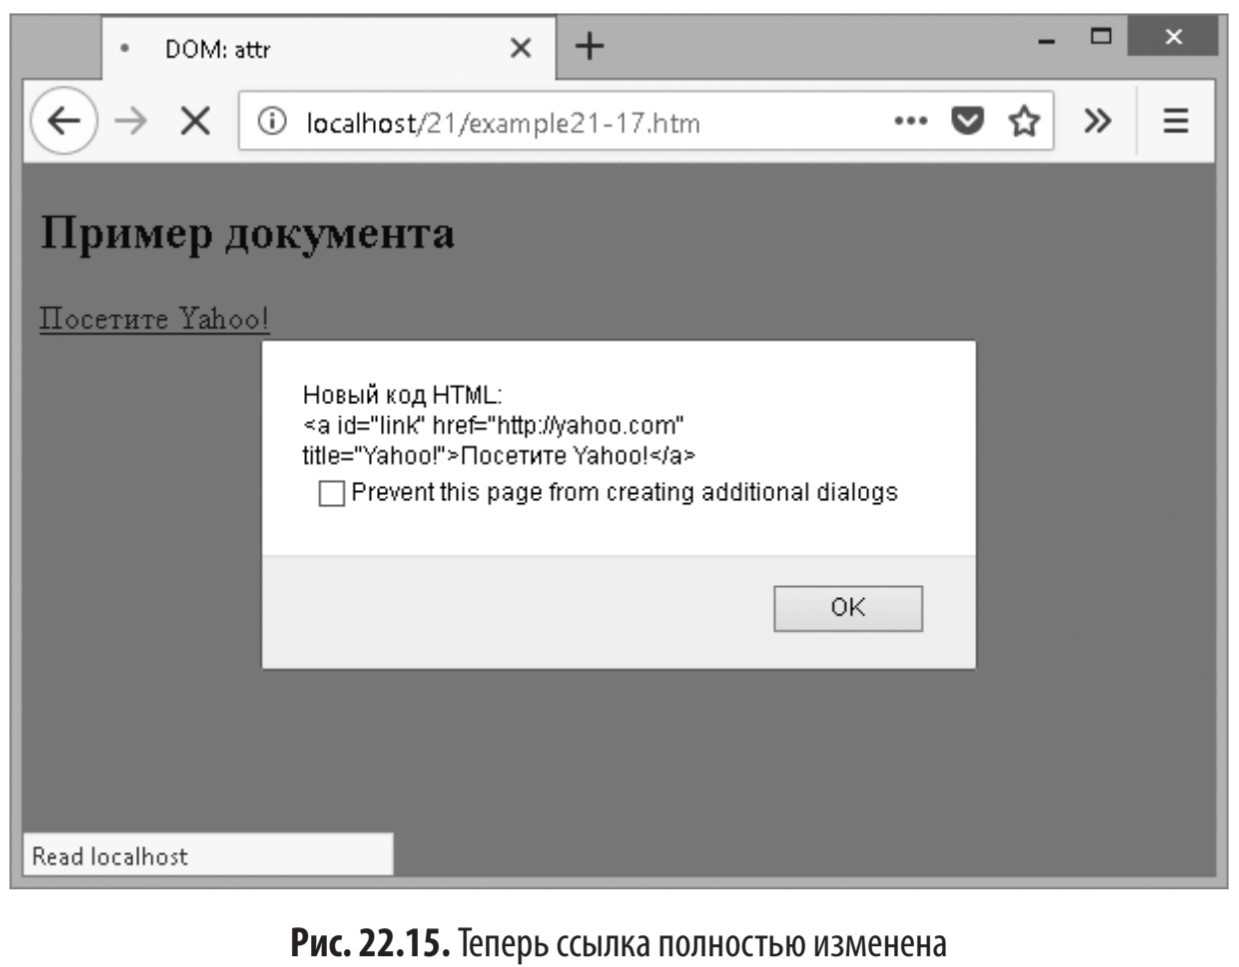 DOM: attr
localhost/21/example21-17.htm
Пример документа
Посетите Yahoo!
Новый код HTML:
<a id="link" href="http://yahoo.com"
title="Yahoo!">Посетите Yahoo!</a>
Prevent this page from creating additional dialogs
OK
Read localhost
Рис. 22.15. Теперь ссылка полностью изменена